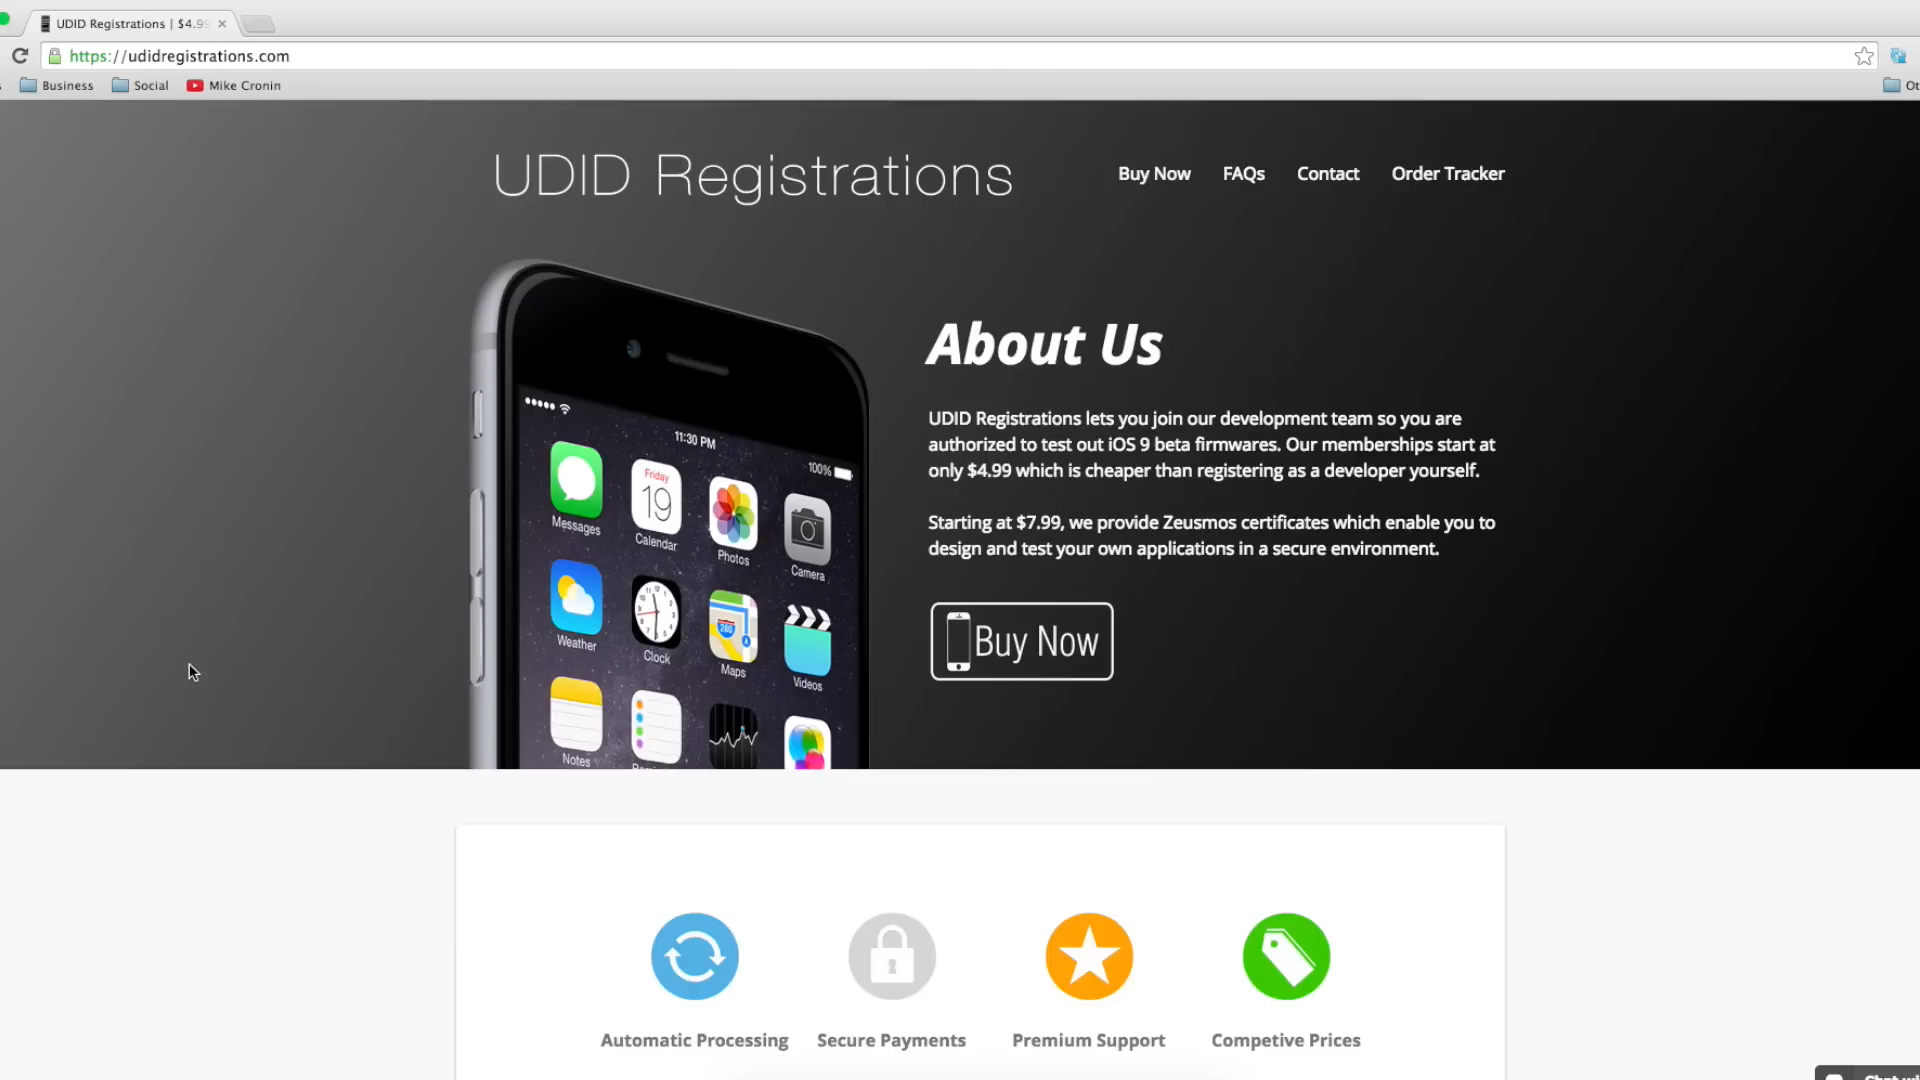 UDID Registrations | $4.99
https://udidregistrations.com
Business
Social
Mike Cronin
UDID Registrations
Buy Now
FAQs
Contact
Order Tracker
About Us
UDID Registrations lets you join our development team so you are
authorized to test out iOS 9 beta firmwares. Our memberships start at
only $4.99 which is cheaper than registering as a developer yourself.
Starting at $7.99, we provide Zeusmos certificates which enable you to
design and test your own applications in a secure environment.
Buy Now
11:30 PM
100%
Messages
Friday
19
Calendar
Photos
Camera
Weather
Clock
280
Maps
Videos
Notes
Automatic Processing
Secure Payments
Premium Support
Competive Prices